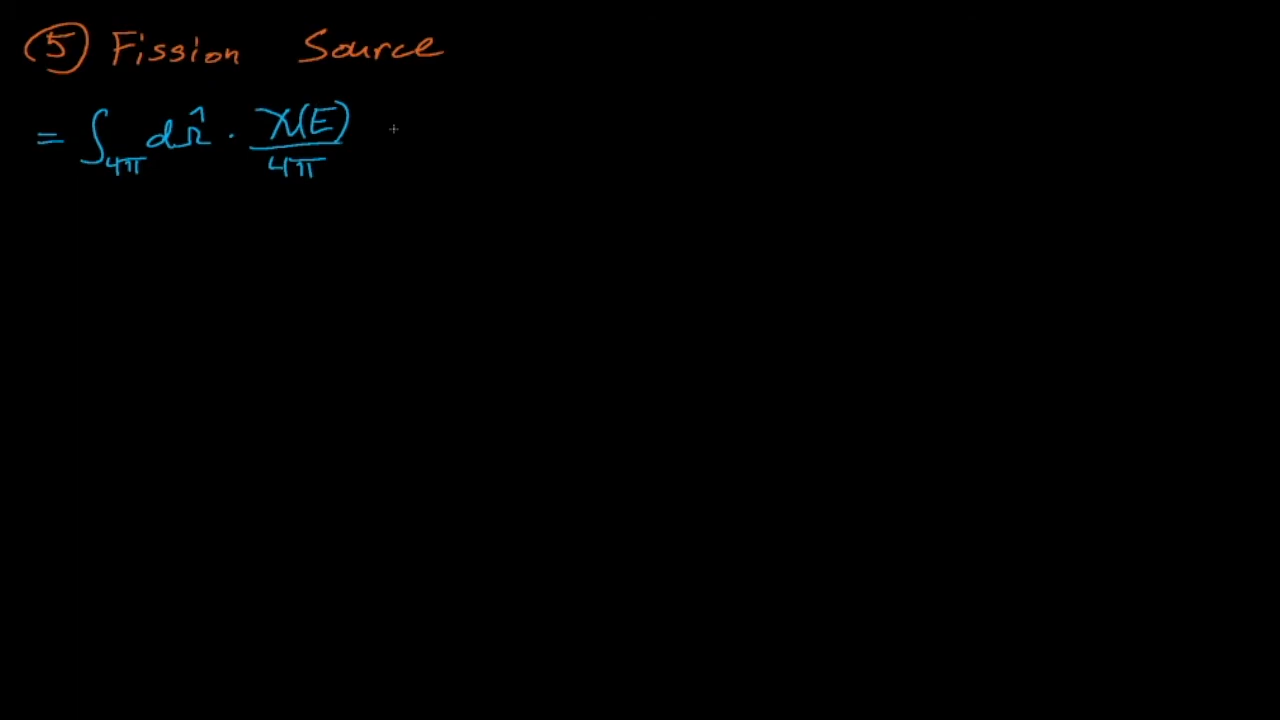 ⑤ Fission Source
= ∫_{4π} dΩ̂ · χ(E)/4π